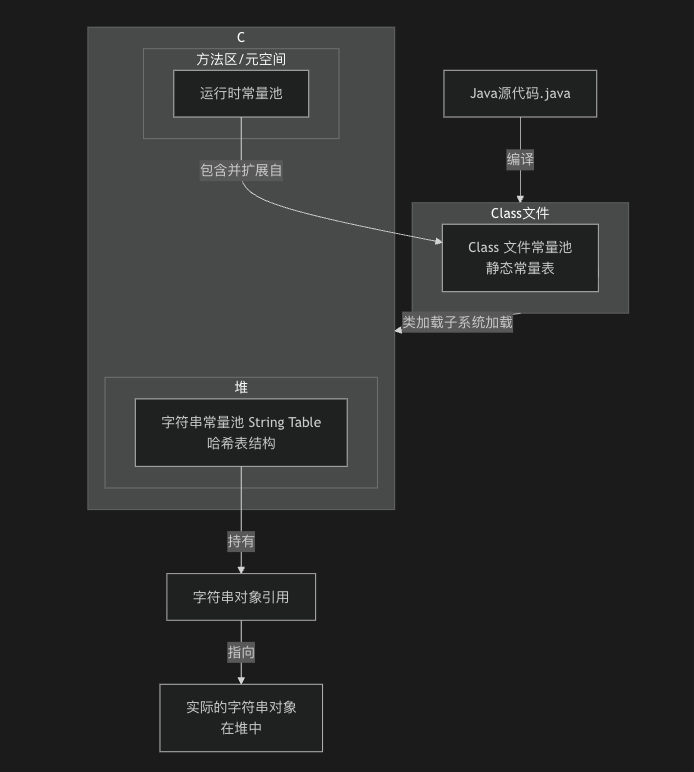 C
方法区/元空间
运行时常量池
Java源代码.java
包含并扩展自
编译
Class文件
Class 文件常量池
静态常量表
类加载子系统加载
堆
字符串常量池 String Table
哈希表结构
持有
字符串对象引用
指向
实际的字符串对象
在堆中